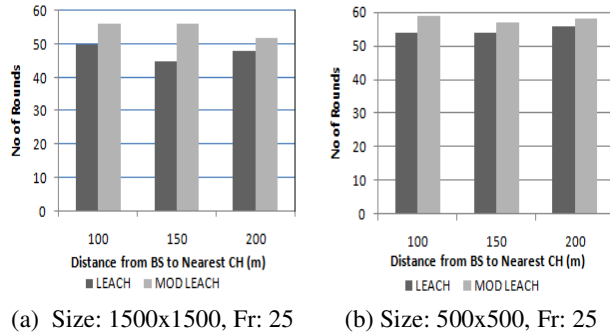 60
50
40
30
20
10
0
No of Rounds
100 150 200
Distance from BS to Nearest CH (m)
LEACH MOD LEACH
(a) Size: 1500x1500, Fr: 25
60
50
40
30
20
10
0
No of Rounds
100 150 200
Distance from BS to Nearest CH (m)
LEACH MOD LEACH
(b) Size: 500x500, Fr: 25